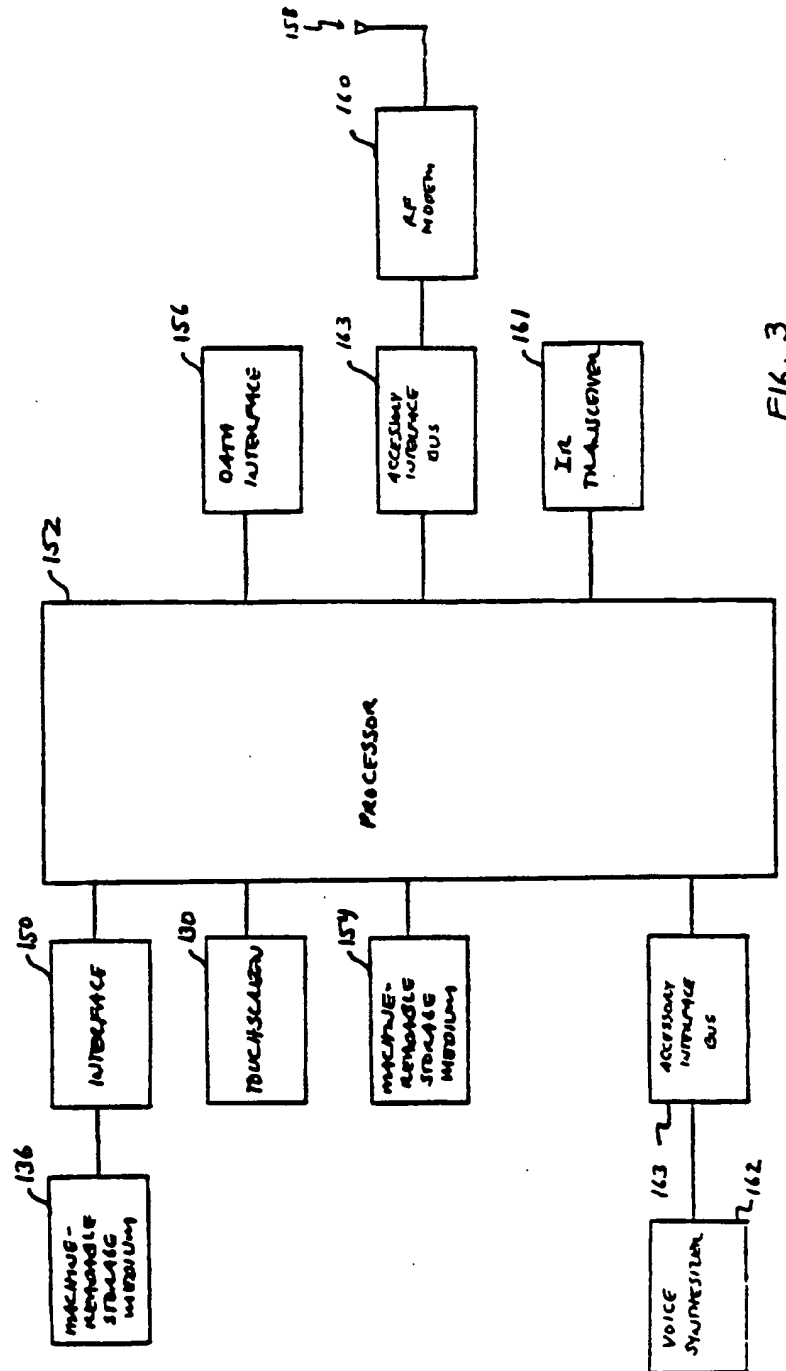 136
MACHINE-
READABLE
STORAGE
MEDIUM
150
INTERFACE
130
TOUCHSCREEN
154
MACHINE-
READABLE
STORAGE
MEDIUM
VOICE
SYNTHESIZER
162
163
ACCESSORY
INTERFACE
BUS
152
PROCESSOR
156
DATA
INTERFACE
163
ACCESSORY
INTERFACE
BUS
160
RF
MODEM
158
161
IR
TRANSCEIVER
FIG. 3